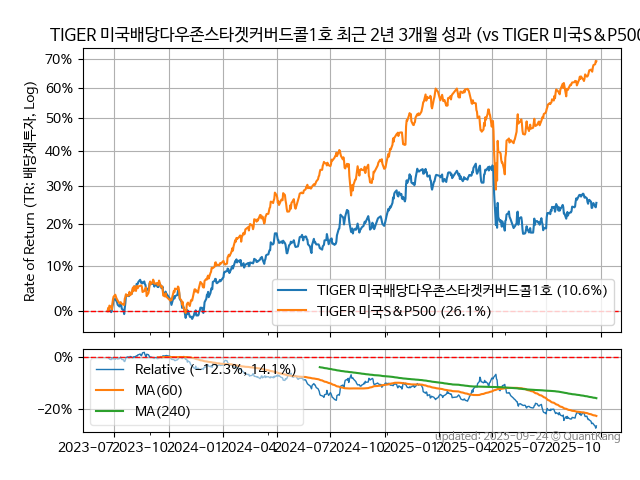 TIGER 미국배당다우존스타겟커버드콜1호 최근 2년 3개월 성과 (vs TIGER 미국S&P500
Rate of Return (TR: 배당재투자, Log)
70%
60%
50%
40%
30%
20%
10%
0%
TIGER 미국배당다우존스타겟커버드콜1호 (10.6%)
TIGER 미국S&P500 (26.1%)
0%
−20%
Relative (−12.3%, 14.1%)
MA(60)
MA(240)
2023-07 2023-10 2024-01 2024-04 2024-07 2024-10 2025-01 2025-04 2025-07 2025-10
Updated: 2025-09-24 © QuantKang